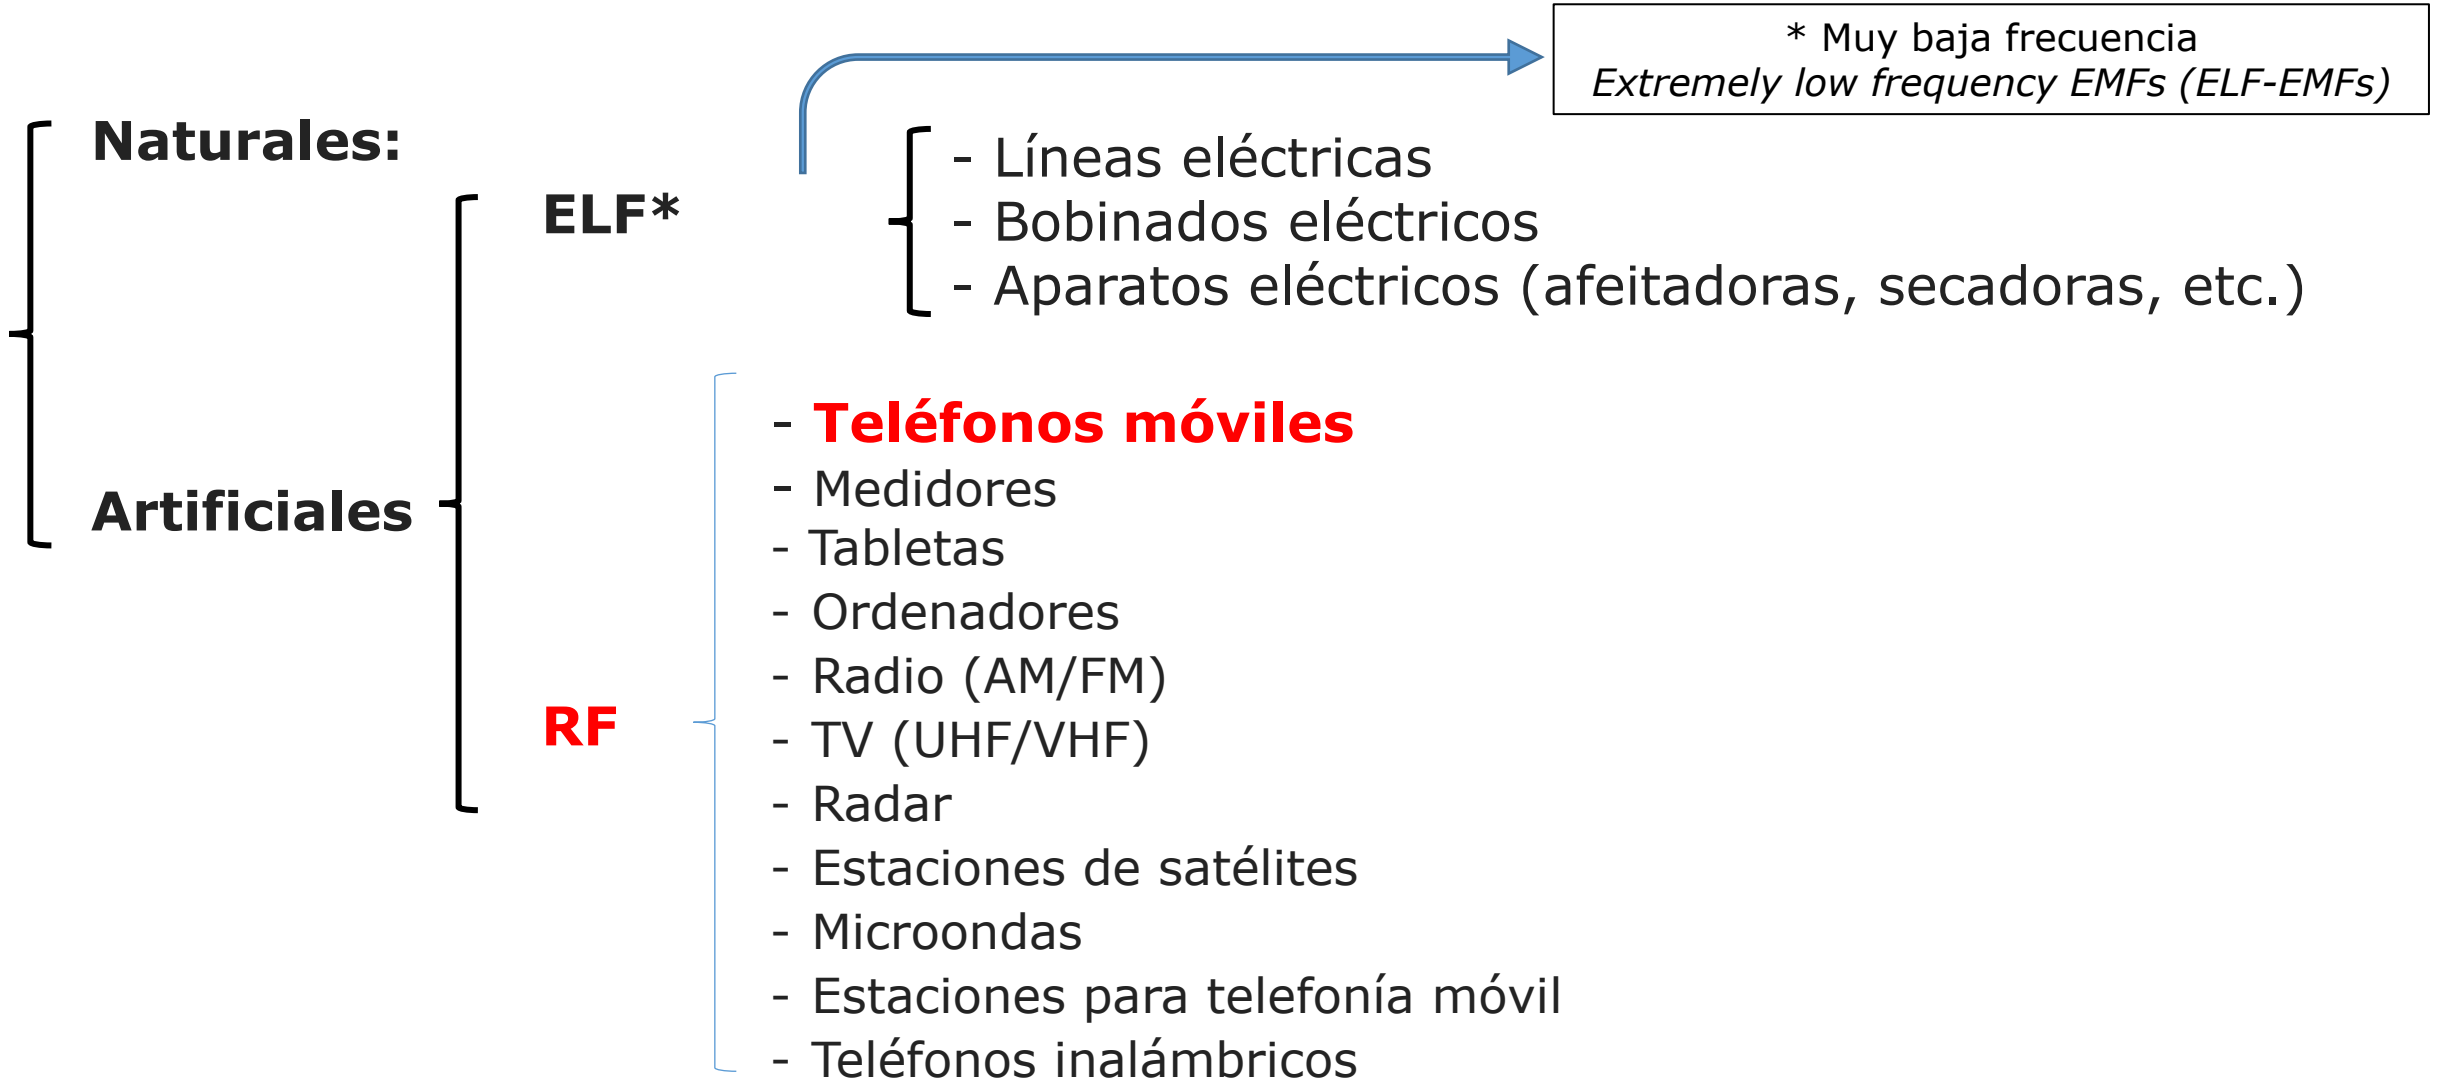 * Muy baja frecuencia
Extremely low frequency EMFs (ELF-EMFs)
Naturales:
ELF*
- Líneas eléctricas
- Bobinados eléctricos
- Aparatos eléctricos (afeitadoras, secadoras, etc.)
Artificiales
RF
- Teléfonos móviles
- Medidores
- Tabletas
- Ordenadores
- Radio (AM/FM)
- TV (UHF/VHF)
- Radar
- Estaciones de satélites
- Microondas
- Estaciones para telefonía móvil
- Teléfonos inalámbricos